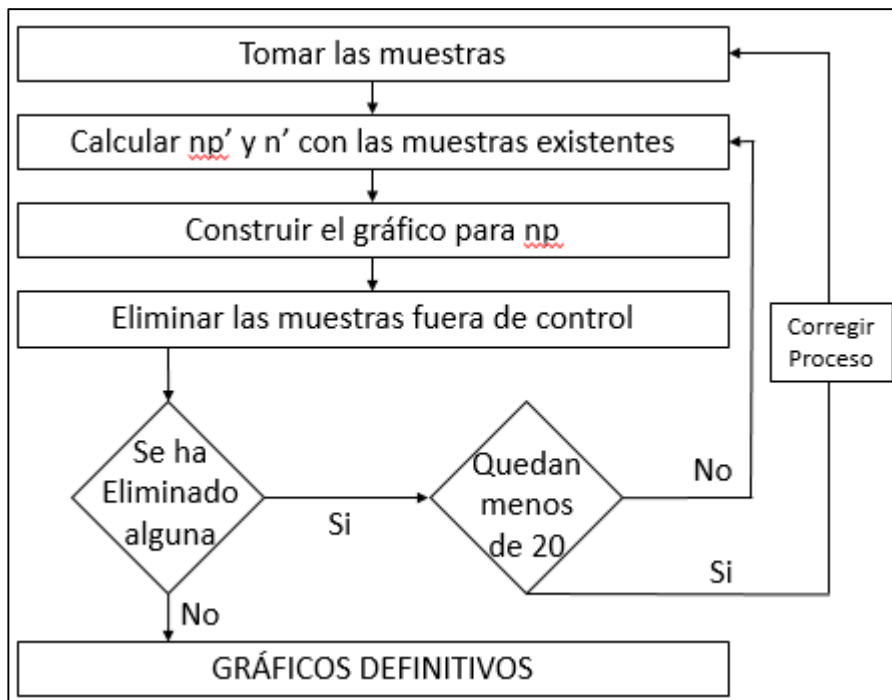 Tomar las muestras
Calcular np’ y n’ con las muestras existentes
Construir el gráfico para np
Eliminar las muestras fuera de control
Corregir
Proceso
Se ha
Eliminado
alguna
Si
Quedan
menos
de 20
No
Si
No
GRÁFICOS DEFINITIVOS